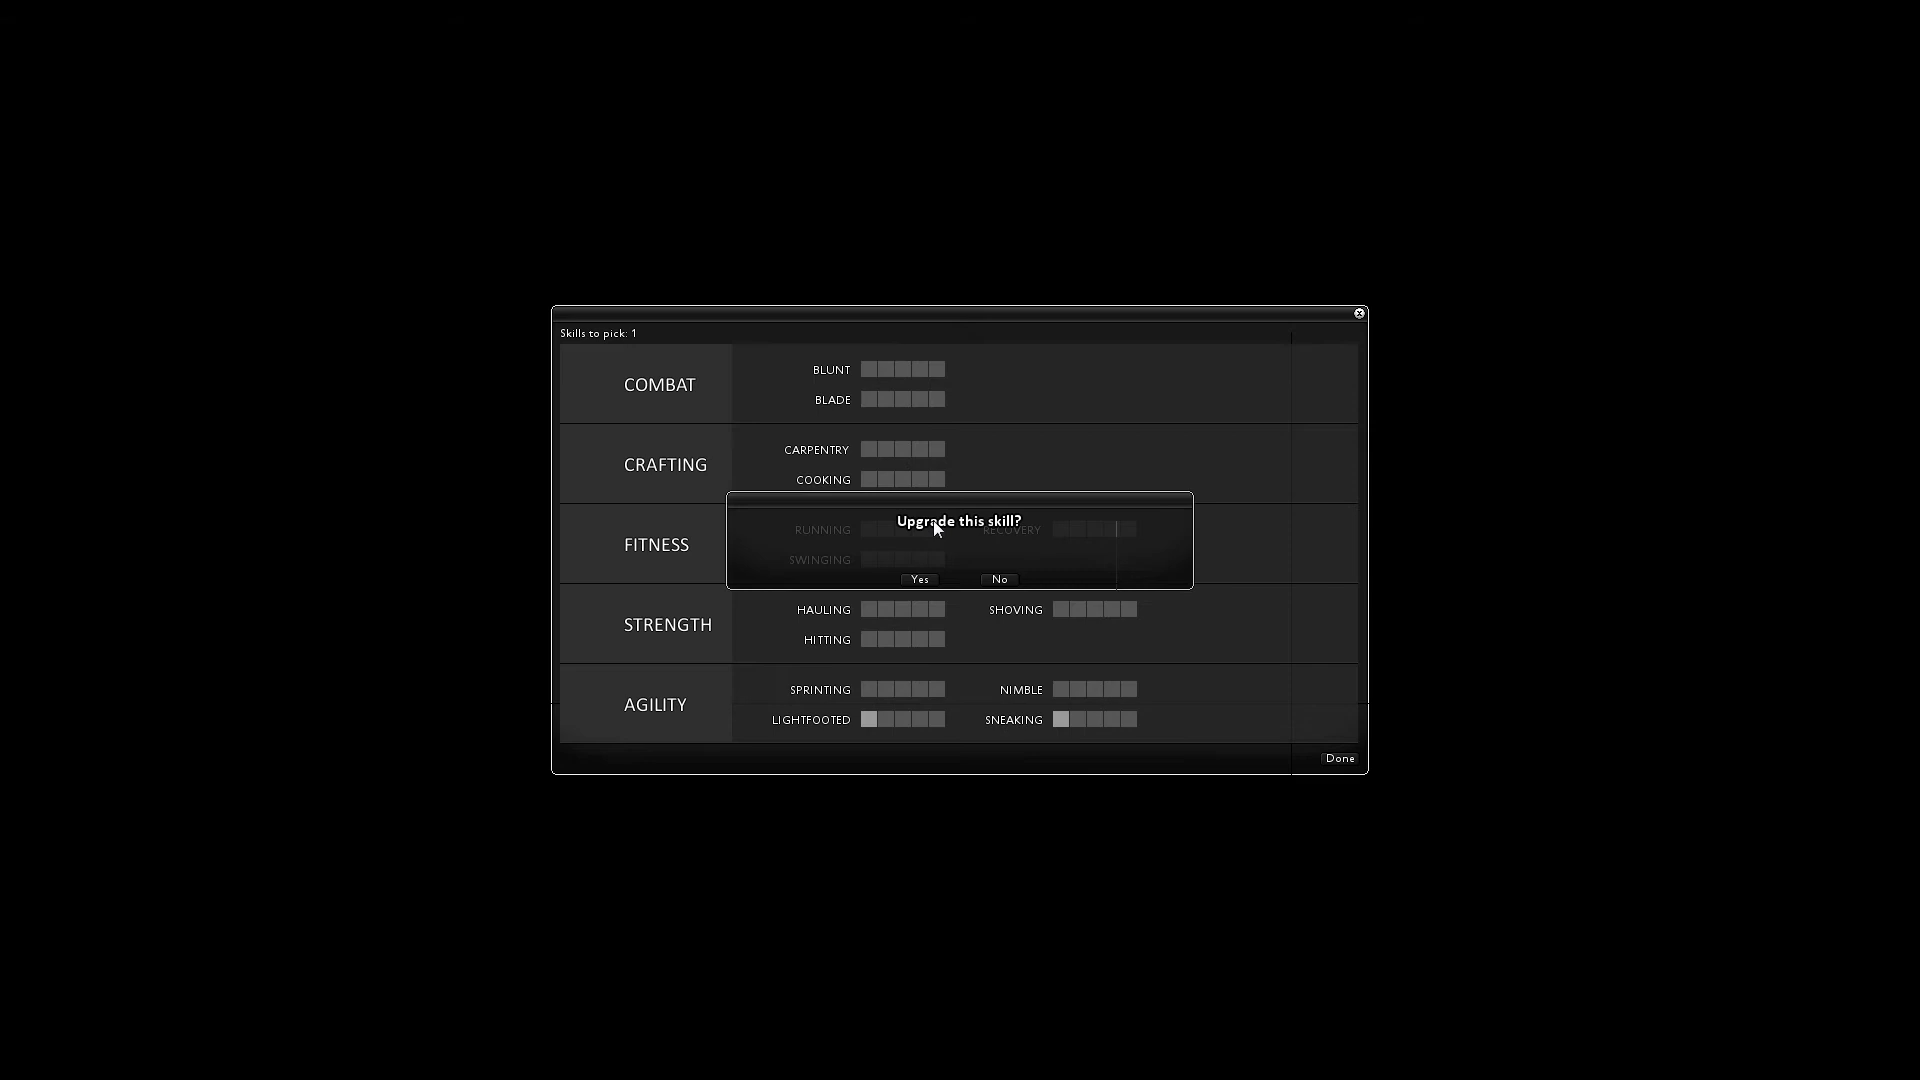 Skills to pick: 1
COMBAT
BLUNT
BLADE
CRAFTING
CARPENTRY
COOKING
Upgrade this skill?
FITNESS
RUNNING
RECOVERY
SWINGING
Yes
No
STRENGTH
HAULING
SHOVING
HITTING
AGILITY
SPRINTING
NIMBLE
LIGHTFOOTED
SNEAKING
Done